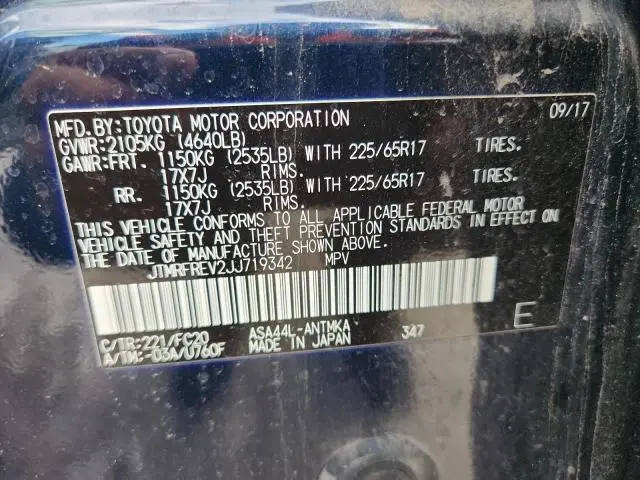 MFD.BY:TOYOTA MOTOR CORPORATION 09/17
GVWR:2105KG (4640LB)
GAWR:FRT. 1150KG (2535LB) WITH 225/65R17 TIRES.
17X7J RIMS.
RR. 1150KG (2535LB) WITH 225/65R17 TIRES.
17X7J RIMS.
THIS VEHICLE CONFORMS TO ALL APPLICABLE FEDERAL MOTOR
VEHICLE SAFETY AND THEFT PREVENTION STANDARDS IN EFFECT ON
THE DATE OF MANUFACTURE SHOWN ABOVE.
JTMRFREV2JJ719342 MPV
C/TR:221/FC20 ASA44L-ANTMKA 347 E
A/TM:-03A/U760F MADE IN JAPAN